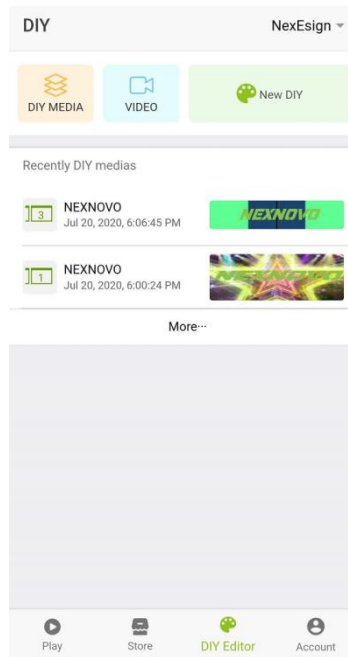 DIY
NexEsign
DIY MEDIA
VIDEO
New DIY
Recently DIY medias
3
NEXNOVO
Jul 20, 2020, 6:06:45 PM
NEXNOVO
1
NEXNOVO
Jul 20, 2020, 6:00:24 PM
NEXNOVO
More···
Play
Store
DIY Editor
Account